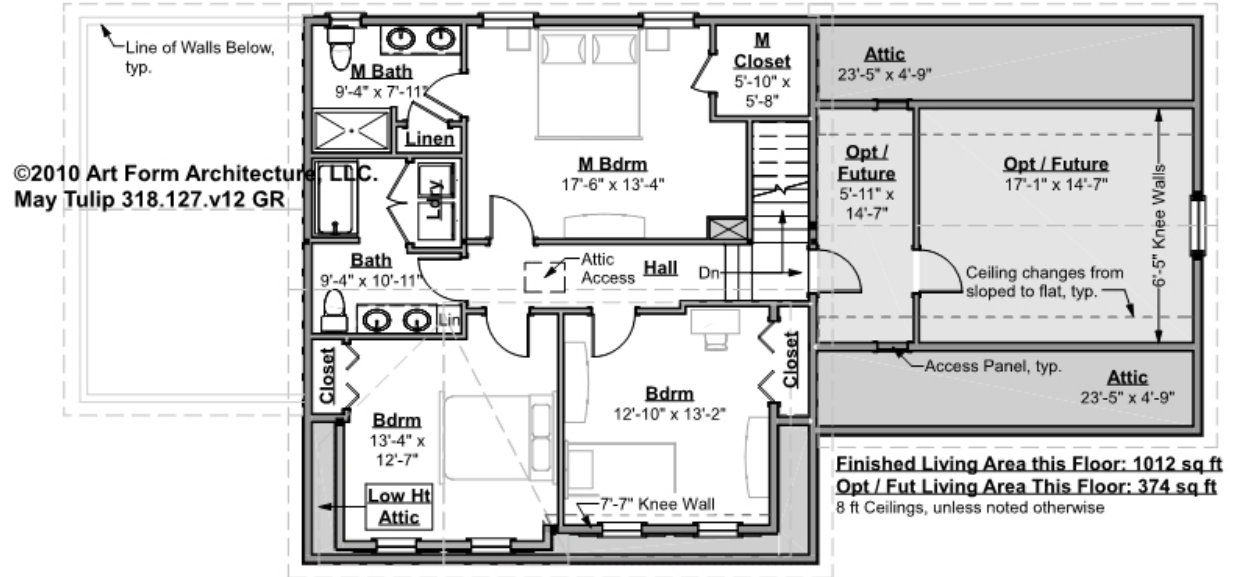 Line of Walls Below,
typ.
M Bath
9'-4" x 7'-11"
Linen
M Bdrm
17'-6" x 13'-4"
M
Closet
5'-10" x
5'-8"
Attic
23'-5" x 4'-9"
©2010 Art Form Architecture, LLC.
May Tulip 318.127.v12 GR
Ldry
Opt /
Future
5'-11" x
14'-7"
Opt / Future
17'-1" x 14'-7"
6'-5" Knee Walls
Bath
9'-4" x 10'-11"
Lin
Attic
Access
Hall
Dn
Ceiling changes from
sloped to flat, typ.
Closet
Bdrm
13'-4" x
12'-7"
Bdrm
12'-10" x 13'-2"
Closet
Access Panel, typ.
Attic
23'-5" x 4'-9"
Low Ht
Attic
7'-7" Knee Wall
Finished Living Area this Floor: 1012 sq ft
Opt / Fut Living Area This Floor: 374 sq ft
8 ft Ceilings, unless noted otherwise